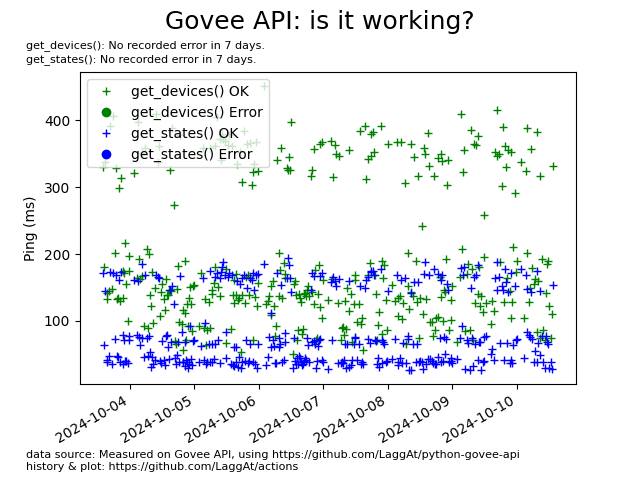 Govee API: is it working?
get_devices(): No recorded error in 7 days.
get_states(): No recorded error in 7 days.
get_devices() OK
get_devices() Error
get_states() OK
get_states() Error
Ping (ms)
400
300
200
100
2024-10-04
2024-10-05
2024-10-06
2024-10-07
2024-10-08
2024-10-09
2024-10-10
data source: Measured on Govee API, using https://github.com/LaggAt/python-govee-api
history & plot: https://github.com/LaggAt/actions